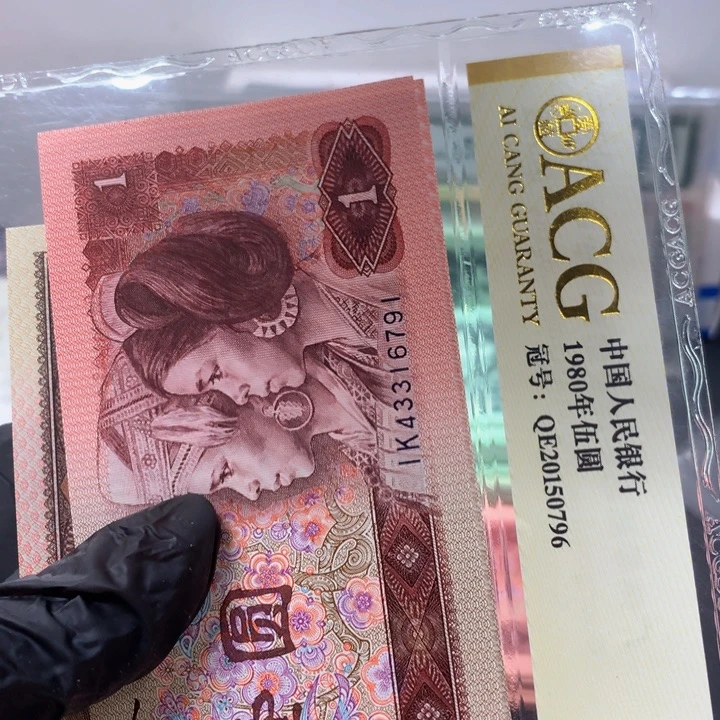 1
1
IK43316791
圆
ACG
AI CANG GUARANTY
中国人民银行
1980年伍圆
冠号: QE20150796